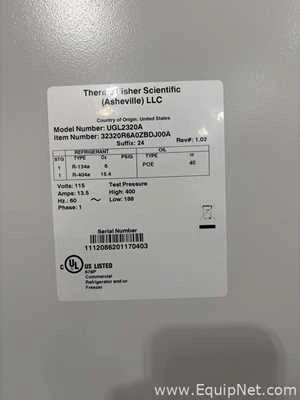 Thermo Fisher Scientific
(Asheville) LLC
Country of Origin: United States
Model Number: UGL2320A
Item Number: 32320R6A0ZBDJ00A
Suffix: 24 Rev#: 1.02
REFRIGERANT OIL
STG TYPE Oz PSIG TYPE
1 R-134a 6 POE 40
1 R-404a 15.4
Volts: 115 Test Pressure
Amps: 13.5 High: 400
Hz: 60 ~ Low: 188
Phase: 1
Serial Number
1112086201170403
C UL US LISTED
Commercial
Refrigerator and/or
Freezer
www.EquipNet.com